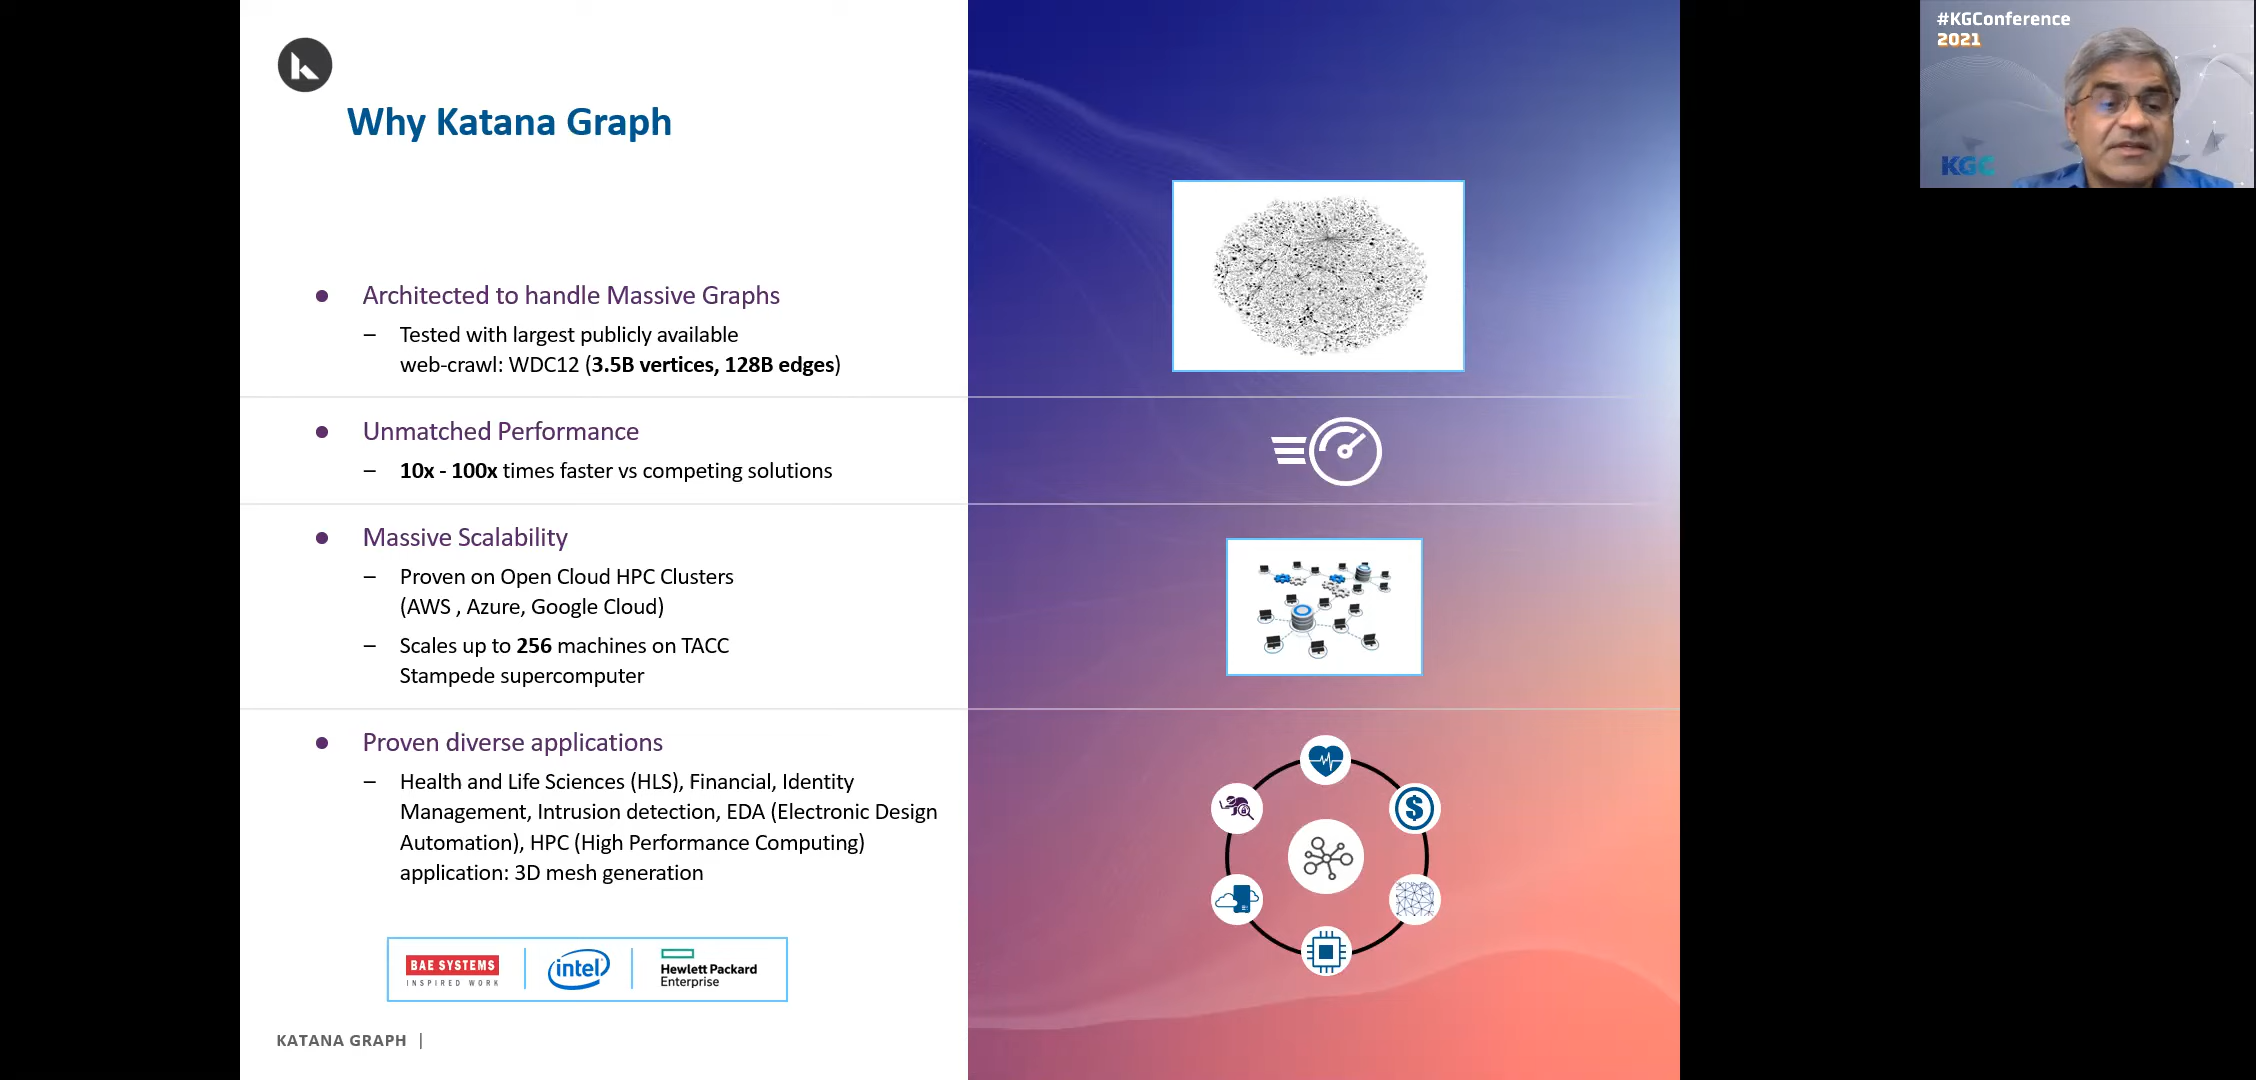 Why Katana Graph
● Architected to handle Massive Graphs
– Tested with largest publicly available
web-crawl: WDC12 (3.5B vertices, 128B edges)
● Unmatched Performance
– 10x - 100x times faster vs competing solutions
● Massive Scalability
– Proven on Open Cloud HPC Clusters
(AWS , Azure, Google Cloud)
– Scales up to 256 machines on TACC
Stampede supercomputer
● Proven diverse applications
– Health and Life Sciences (HLS), Financial, Identity
Management, Intrusion detection, EDA (Electronic Design
Automation), HPC (High Performance Computing)
application: 3D mesh generation
BAE SYSTEMS
INSPIRED WORK
intel
Hewlett Packard
Enterprise
KATANA GRAPH |
#KGConference
2021
KGC